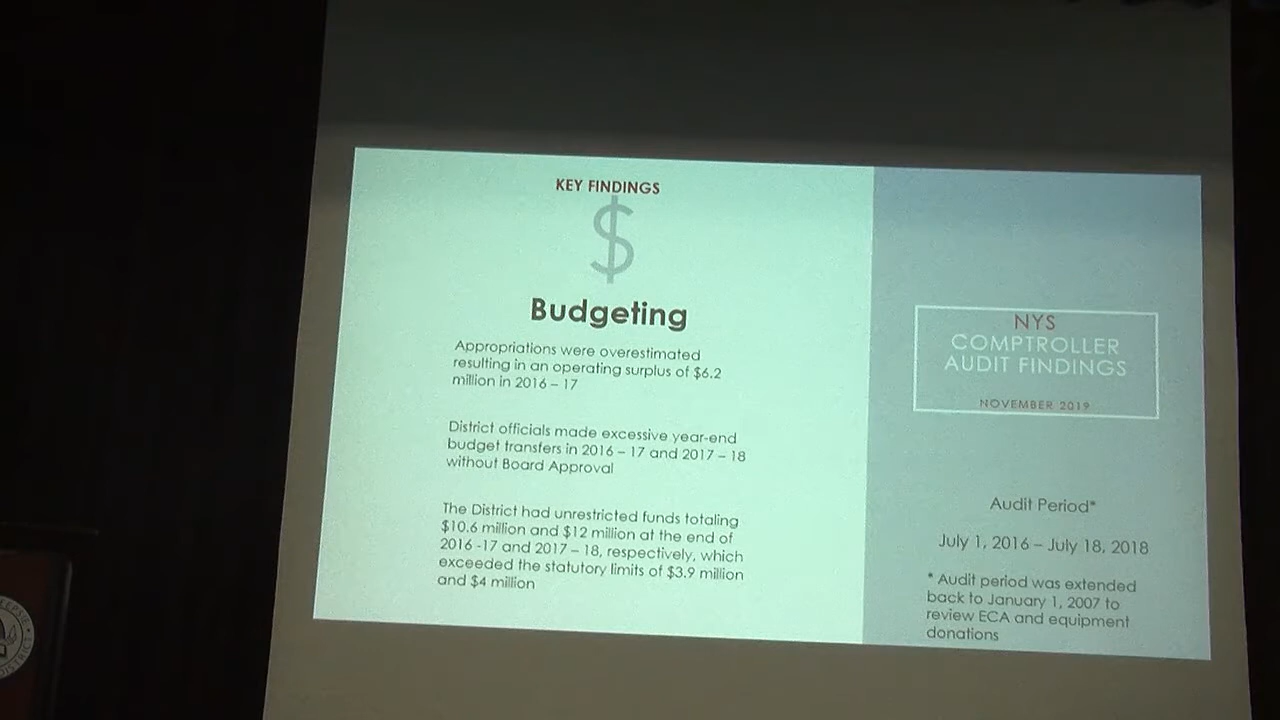 KEY FINDINGS
$
Budgeting
Appropriations were overestimated
resulting in an operating surplus of $6.2
million in 2016 – 17
District officials made excessive year-end
budget transfers in 2016 – 17 and 2017 – 18
without Board Approval
The District had unrestricted funds totaling
$10.6 million and $12 million at the end of
2016 -17 and 2017 – 18, respectively, which
exceeded the statutory limits of $3.9 million
and $4 million
NYS
COMPTROLLER
AUDIT FINDINGS
NOVEMBER 2019
Audit Period*
July 1, 2016 – July 18, 2018
* Audit period was extended
back to January 1, 2007 to
review ECA and equipment
donations